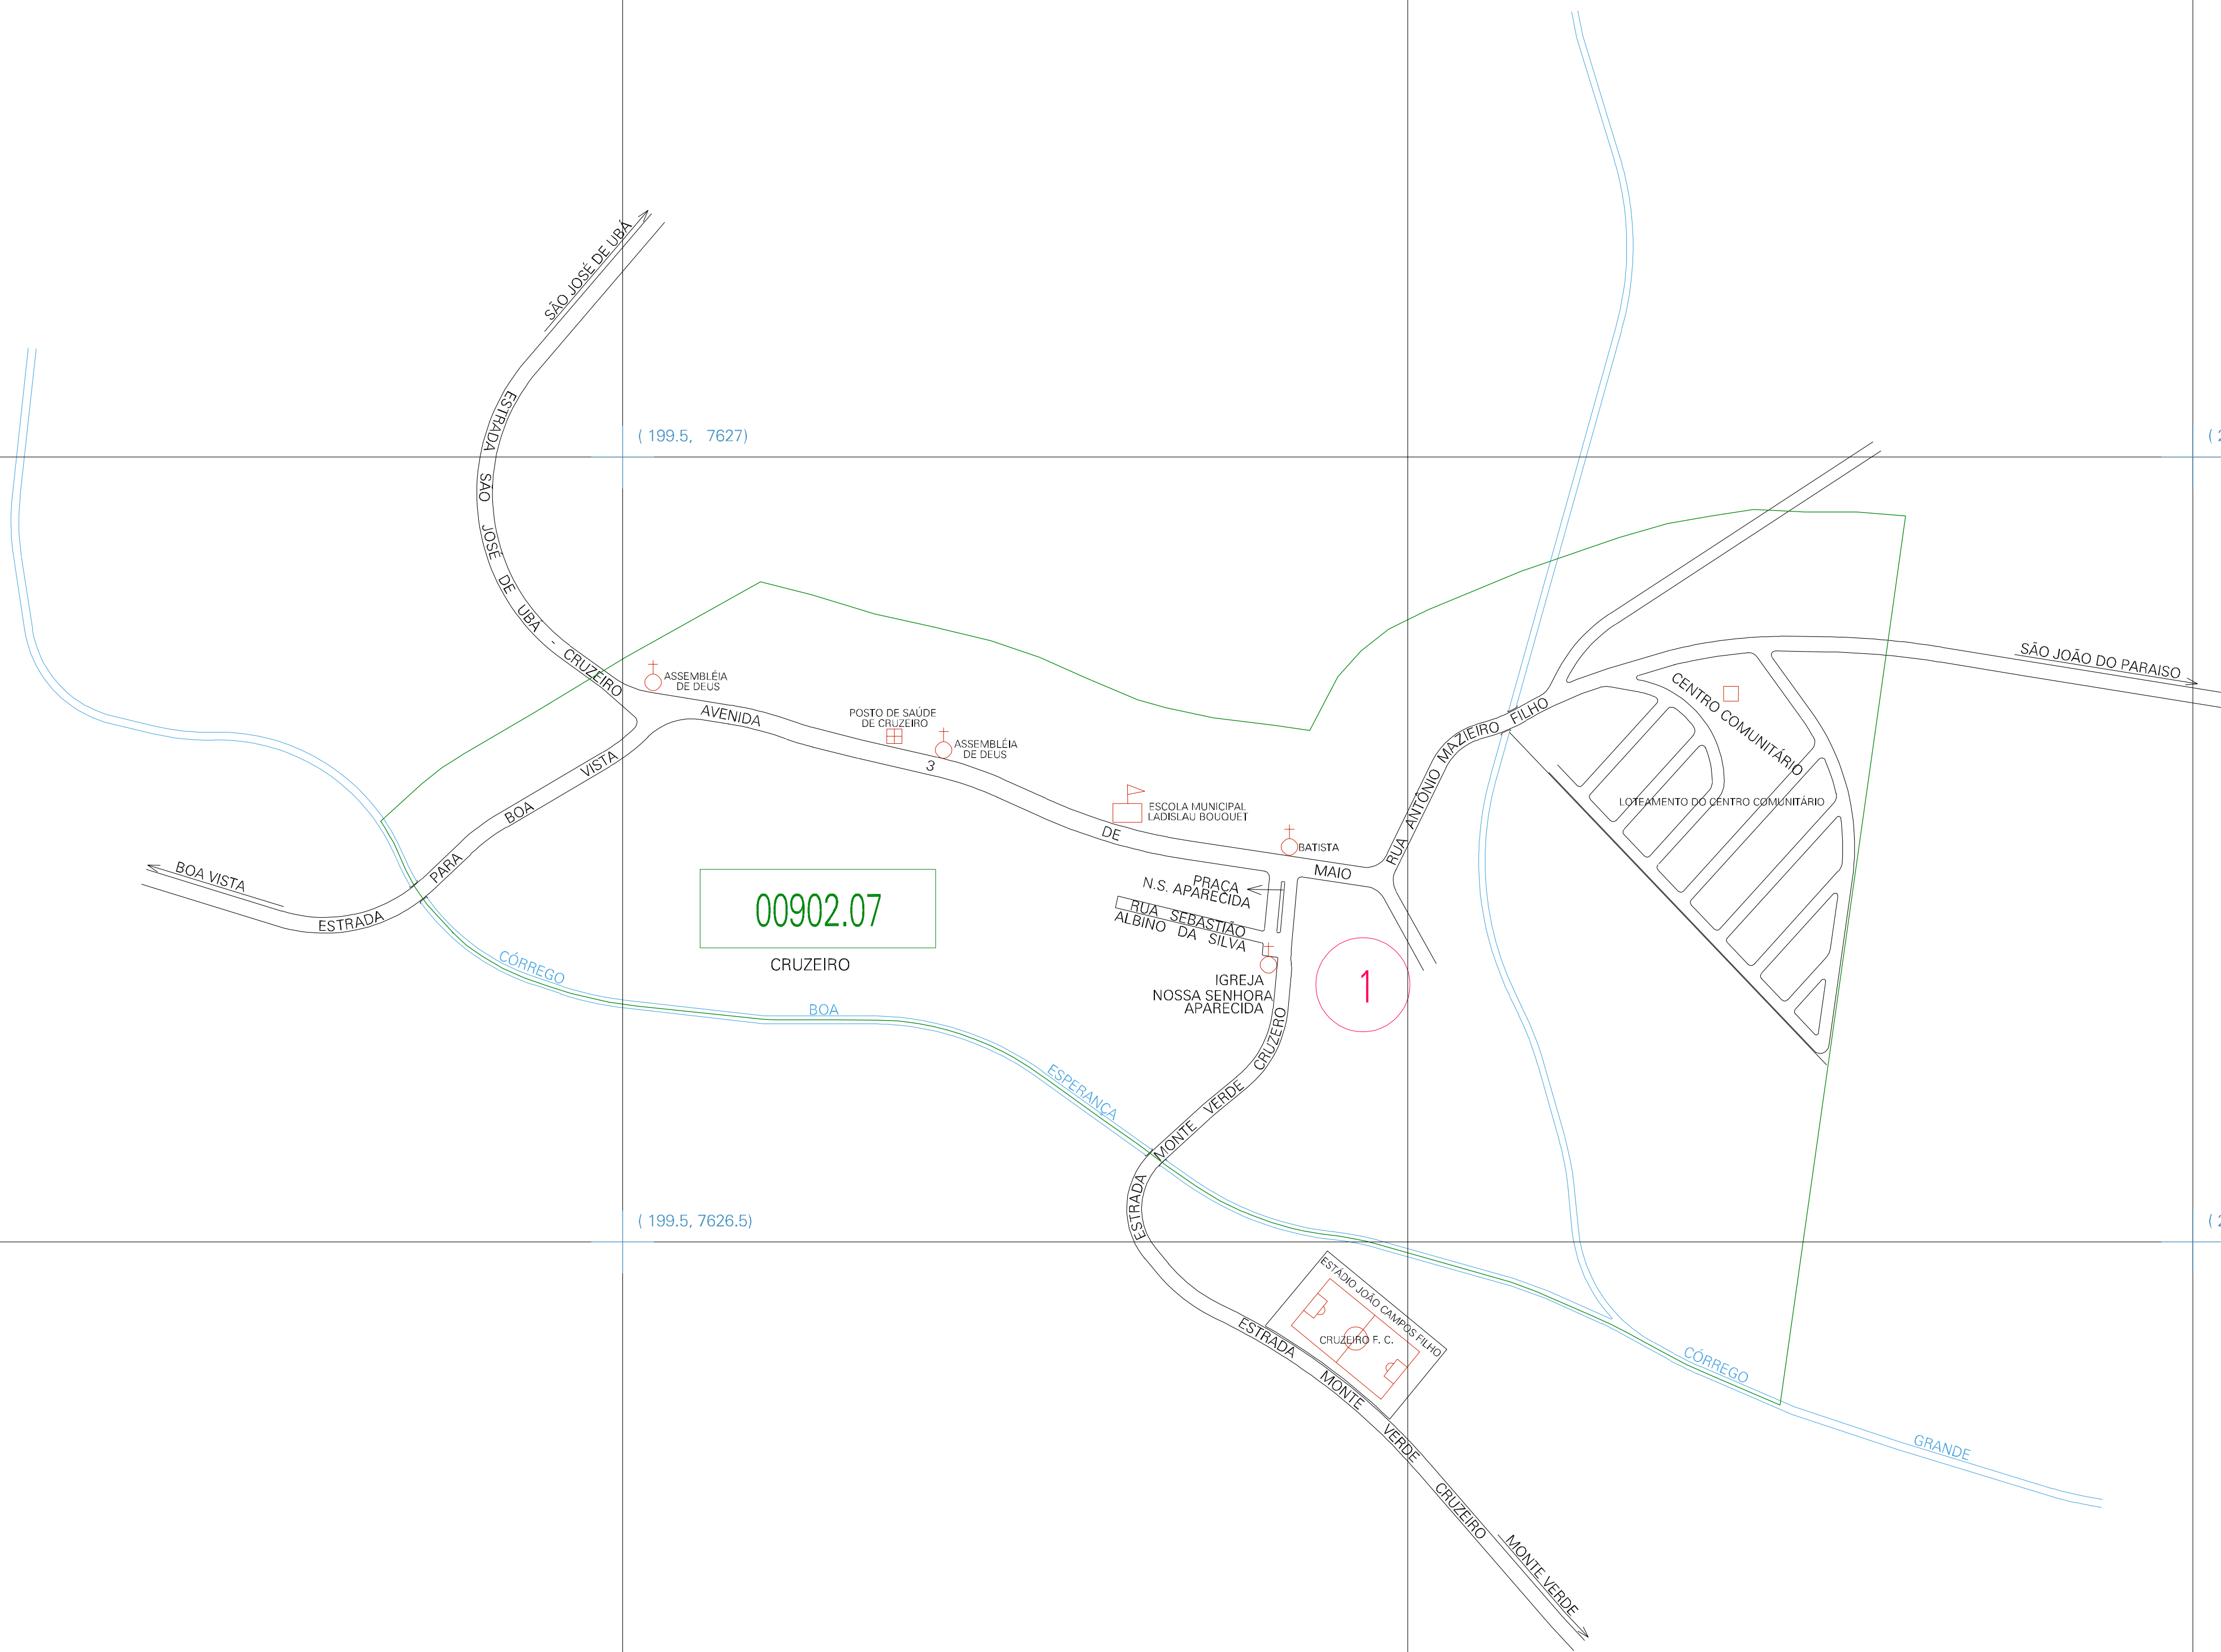 SÃO JOSÉ DE UBÁ
ESTRADA SÃO JOSÉ DE UBÁ - CRUZEIRO
( 199.5, 7627)
( 2
ASSEMBLÉIA
DE DEUS
AVENIDA 3 DE MAIO
POSTO DE SAÚDE
DE CRUZEIRO
ASSEMBLÉIA
DE DEUS
ESCOLA MUNICIPAL
LADISLAU BOUQUET
BATISTA
RUA ANTÔNIO MAZIEIRO FILHO
SÃO JOÃO DO PARAISO
CENTRO COMUNITÁRIO
LOTEAMENTO DO CENTRO COMUNITÁRIO
BOA VISTA
ESTRADA PARA BOA VISTA
00902.07
CRUZEIRO
PRAÇA
N.S. APARECIDA
RUA SEBASTIÃO
ALBINO DA SILVA
IGREJA
NOSSA SENHORA
APARECIDA
1
CÓRREGO BOA ESPERANÇA
ESTRADA MONTE VERDE CRUZERO
( 199.5, 7626.5)
( 2
ESTÁDIO JOÃO CAMPOS FILHO
CRUZEIRO F. C.
ESTRADA MONTE VERDE CRUZEIRO
CÓRREGO GRANDE
MONTE VERDE